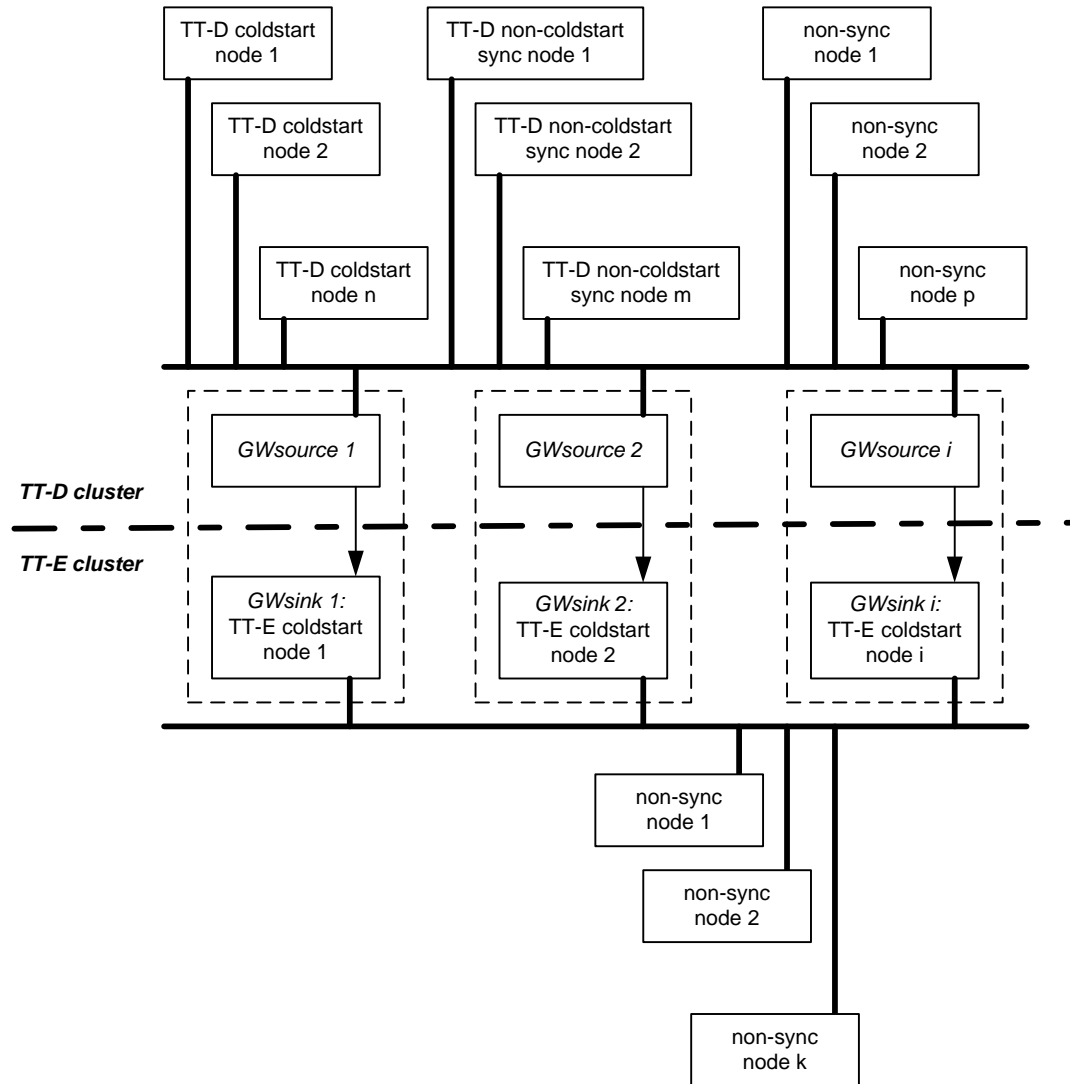 TT-D coldstart
node 1
TT-D non-coldstart
sync node 1
non-sync
node 1
TT-D coldstart
node 2
TT-D non-coldstart
sync node 2
non-sync
node 2
TT-D coldstart
node n
TT-D non-coldstart
sync node m
non-sync
node p
GWsource 1
GWsource 2
GWsource i
TT-D cluster
TT-E cluster
GWsink 1:
TT-E coldstart
node 1
GWsink 2:
TT-E coldstart
node 2
GWsink i:
TT-E coldstart
node i
non-sync
node 1
non-sync
node 2
non-sync
node k